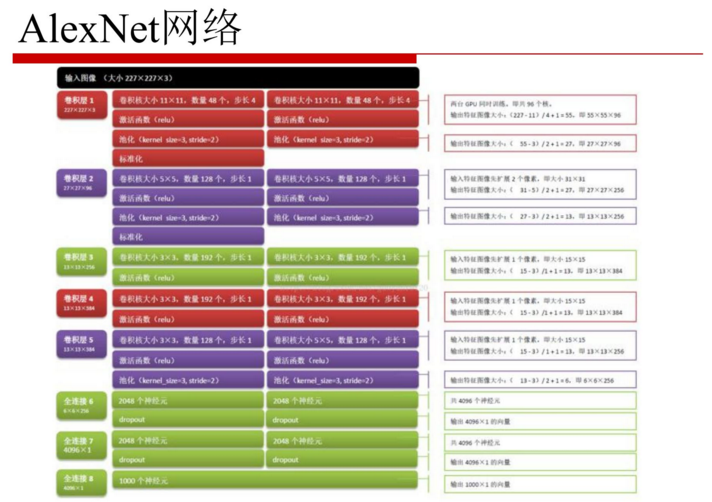 AlexNet网络
输入图像 （大小 227×227×3）
卷积层 1
227×227×3
卷积核大小 11×11，数量 48 个，步长 4
卷积核大小 11×11，数量 48 个，步长 4
激活函数（relu）
激活函数（relu）
池化（kernel size=3, stride=2）
池化（kernel size=3, stride=2）
标准化
两台 GPU 同时训练，即共 96 个核。
输出特征图像大小：（227-11）/4+1=55，即 55×55×96
输出特征图像大小：（ 55-3）/2+1=27，即 27×27×96
卷积层 2
27×27×96
卷积核大小 5×5，数量 128 个，步长 1
卷积核大小 5×5，数量 128 个，步长 1
激活函数（relu）
激活函数（relu）
池化（kernel size=3, stride=2）
池化（kernel size=3, stride=2）
标准化
输入特征图像先扩展 2 个像素，即大小 31×31
输出特征图像大小：（ 31-5）/2+1=27，即 27×27×256
输出特征图像大小：（ 27-3）/2+1=13，即 13×13×256
卷积层 3
13×13×256
卷积核大小 3×3，数量 192 个，步长 1
卷积核大小 3×3，数量 192 个，步长 1
激活函数（relu）
激活函数（relu）
输入特征图像先扩展 1 个像素，即大小 15×15
输出特征图像大小：（ 15-3）/1+1=13，即 13×13×384
卷积层 4
13×13×384
卷积核大小 3×3，数量 192 个，步长 1
卷积核大小 3×3，数量 192 个，步长 1
激活函数（relu）
激活函数（relu）
输入特征图像先扩展 1 个像素，即大小 15×15
输出特征图像大小：（ 15-3）/1+1=13，即 13×13×384
卷积层 5
13×13×384
卷积核大小 3×3，数量 128 个，步长 1
卷积核大小 5×5，数量 128 个，步长 1
激活函数（relu）
激活函数（relu）
池化（kernel_size=3, stride=2）
池化（kernel_size=3, stride=2）
输入特征图像先扩展 1 个像素，即大小 15×15
输出特征图像大小：（ 15-3）/1+1=13，即 13×13×256
输出特征图像大小：（ 13-3）/2+1=6，即 6×6×256
全连接 6
6×6×256
2048 个神经元
2048 个神经元
dropout
dropout
共 4096 个神经元
输出 4096×1 的向量
全连接 7
4096×1
2048 个神经元
2048 个神经元
dropout
dropout
共 4096 个神经元
输出 4096×1 的向量
全连接 8
4096×1
1000 个神经元
输出 1000×1 的向量